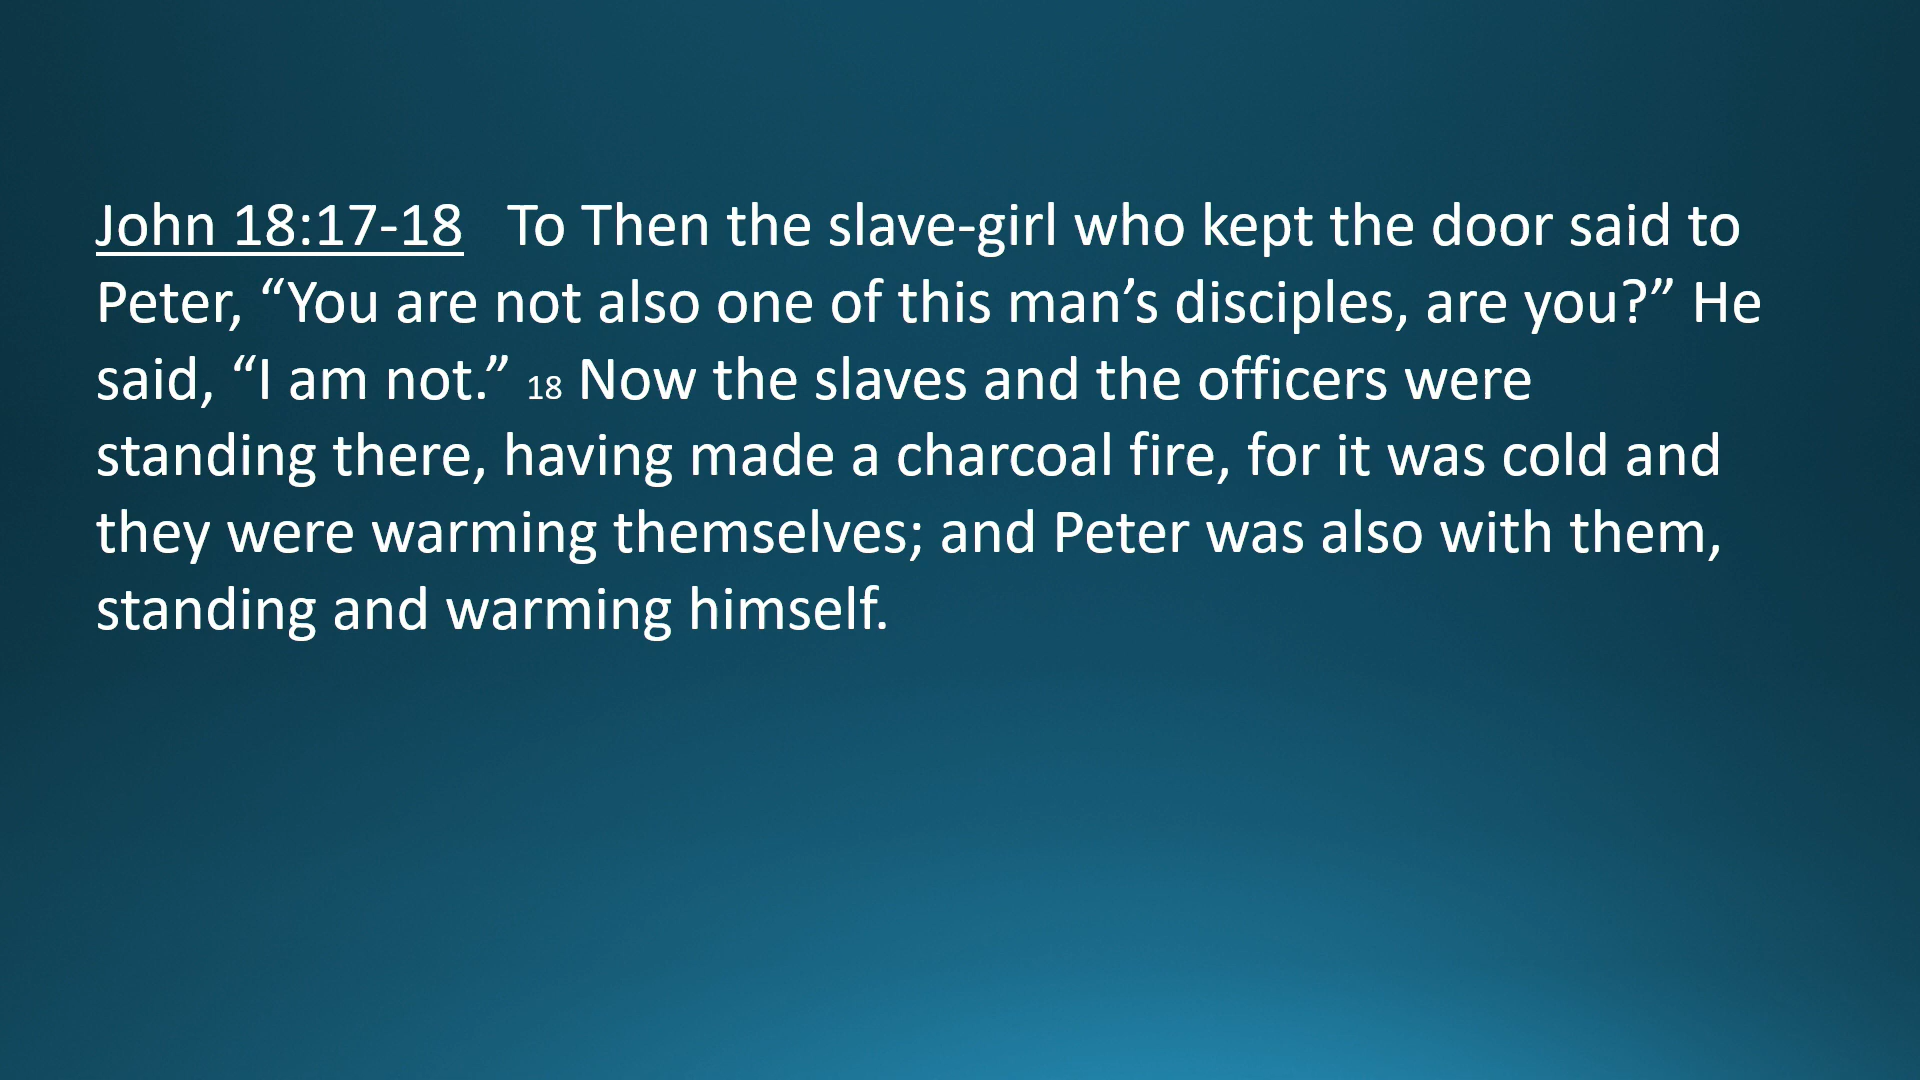 John 18:17-18   To Then the slave-girl who kept the door said to
Peter, “You are not also one of this man’s disciples, are you?” He
said, “I am not.” 18 Now the slaves and the officers were
standing there, having made a charcoal fire, for it was cold and
they were warming themselves; and Peter was also with them,
standing and warming himself.